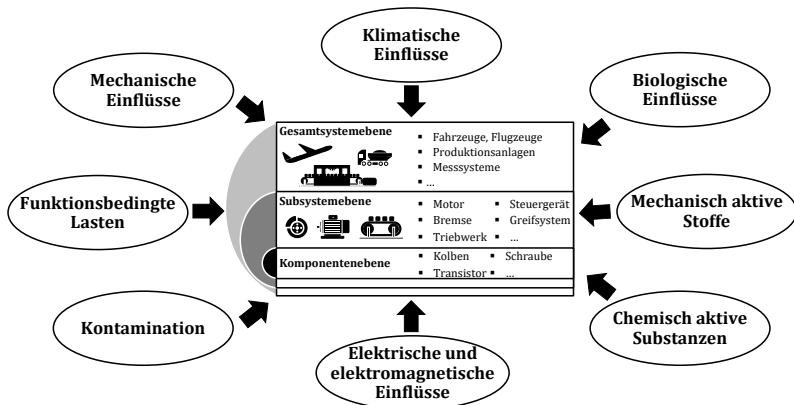 Klimatische
Einflüsse
Mechanische
Einflüsse
Biologische
Einflüsse
Gesamtsystemebene
▪ Fahrzeuge, Flugzeuge
▪ Produktionsanlagen
▪ Messsysteme
▪ ...
Funktionsbedingte
Lasten
Subsystemebene
▪ Motor
▪ Bremse
▪ Triebwerk
▪ Steuergerät
▪ Greifsystem
▪ ...
Mechanisch aktive
Stoffe
Komponentenebene
▪ Kolben
▪ Transistor
▪ Schraube
▪ ...
Kontamination
Elektrische und
elektromagnetische
Einflüsse
Chemisch aktive
Substanzen